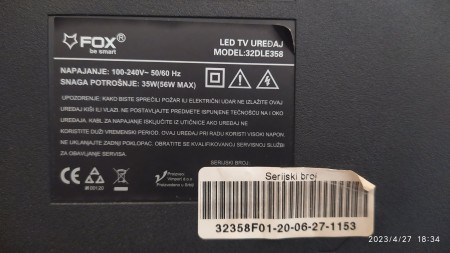 FOX®
be smart
LED TV UREĐAJ
MODEL:32DLE358
NAPAJANJE: 100-240V~ 50/60 Hz
SNAGA POTROŠNJE: 35W(56W MAX)
UPOZORENJE: KAKO BISTE SPREČILI POŽAR ILI ELEKTRIČNI UDAR NE IZLAŽITE OVAJ
UREĐAJ KIŠI ILI VLAZI. NE POSTAVLJAJTE PREDMETE ISPUNJENE TEČNOŠĆU NA I OKO
UREĐAJA. KABL ZA NAPAJANJE ISKLJUČITE IZ UTIČNICE AKO UREĐAJ NE
KORISTITE DUŽI VREMENSKI PERIOD. OVAJ UREĐAJ PRI RADU KORISTI VISOK NAPON.
NE UKLANJAJTE ZADNJI POKLOPAC. OBRATITE SE KVALIFIKOVANOJ SERVISNOJ SLUŽBI
ZA OBAVLJANJE SERVISA.
SERIJSKI BROJ:
Serijski broj
CE
32358F01-20-06-27-1153
2023/4/27 18:34